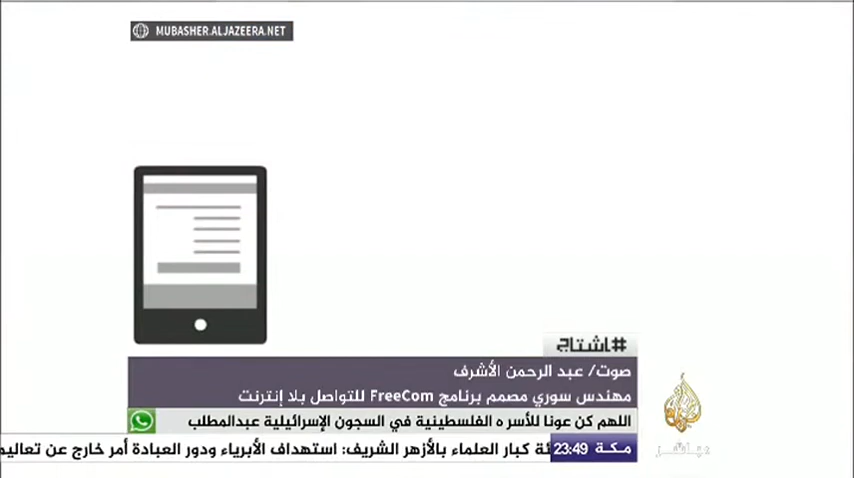 MUBASHER.ALJAZEERA.NET
#اشتاج
صوت/ عبد الرحمن الأشرف
مهندس سوري مصمم برنامج FreeCom للتواصل بلا إنترنت
اللهم كن عونا للأسر ه الفلسطينية في السجون الإسرائيلية عبدالمطلب
مكة 23:49 ئة كبار العلماء بالأزهر الشريف: استهداف الأبرياء ودور العبادة أمر خارج عن تعاليم
مباشر